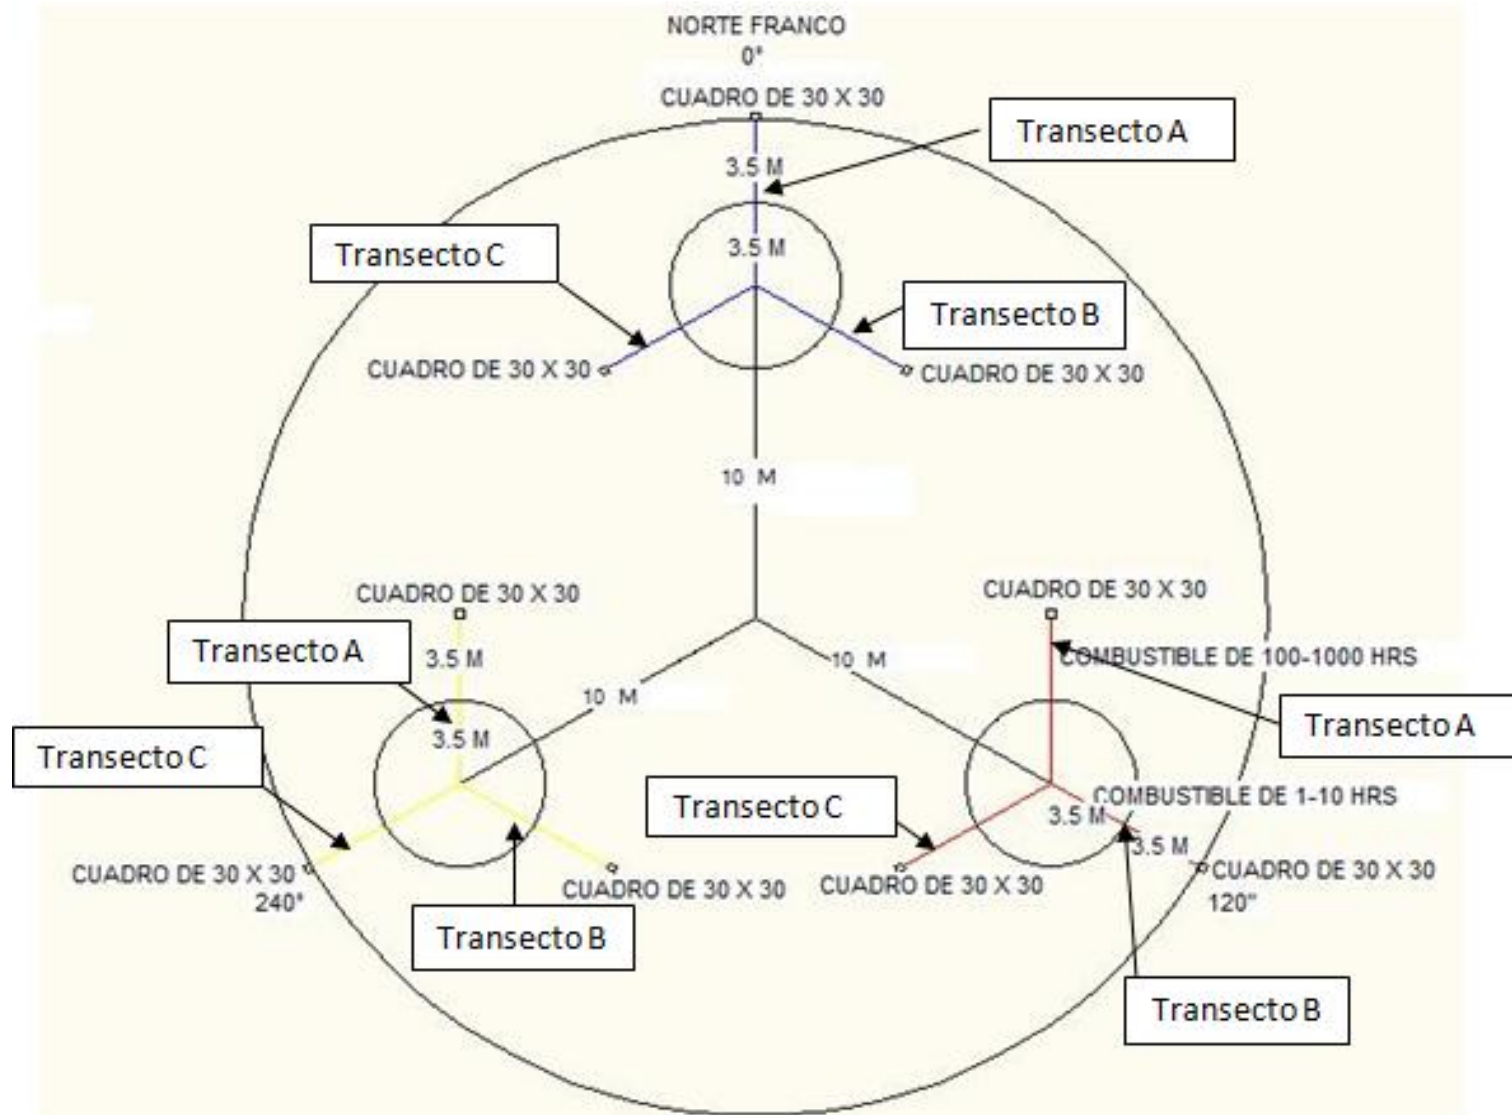 NORTE FRANCO
0°
CUADRO DE 30 X 30
Transecto A
3.5 M
Transecto C
3.5 M
Transecto B
CUADRO DE 30 X 30
CUADRO DE 30 X 30
10 M
CUADRO DE 30 X 30
CUADRO DE 30 X 30
Transecto A
3.5 M
10 M
COMBUSTIBLE DE 100-1000 HRS
10 M
Transecto A
3.5 M
Transecto C
Transecto C
COMBUSTIBLE DE 1-10 HRS
3.5 M
3.5 M
CUADRO DE 30 X 30
240°
CUADRO DE 30 X 30
CUADRO DE 30 X 30
CUADRO DE 30 X 30
120°
Transecto B
Transecto B